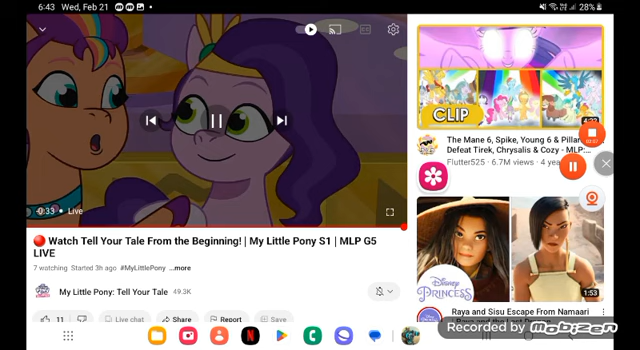 6:43 Wed, Feb 21
28%
-0:33 • Live
🔴 Watch Tell Your Tale From the Beginning! | My Little Pony S1 | MLP G5
LIVE
7 watching Started 3h ago #MyLittlePony ...more
My Little Pony: Tell Your Tale 49.3K
11
Live chat
Share
Report
Save
CLIP
4:22
The Mane 6, Spike, Young 6 & Pilla
Defeat Tirek, Chrysalis & Cozy - MLP:...
Flutter525 • 6.7M views • 4 yea
DISNEY
PRINCESS
1:53
Raya and Sisu Escape From Namaari
Recorded by mobizen